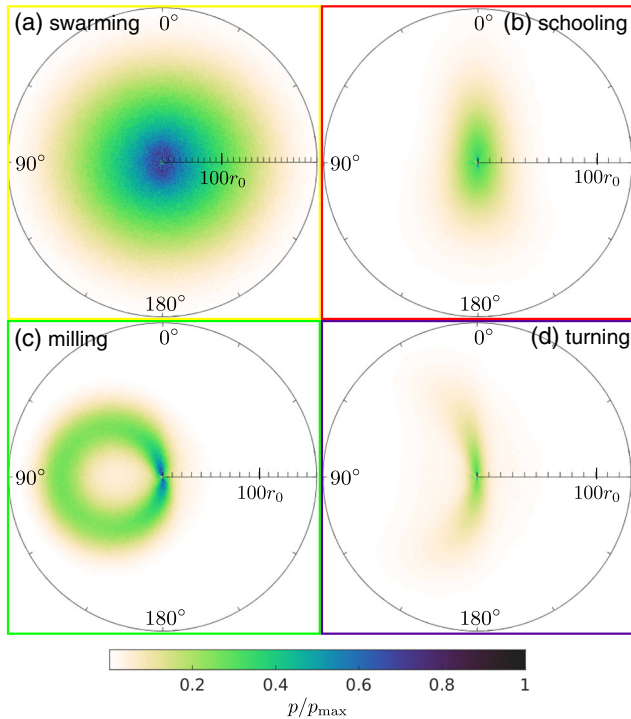 (a) swarming
0°
90°
100r₀
180°
(b) schooling
0°
90°
100r₀
180°
(c) milling
0°
90°
100r₀
180°
(d) turning
0°
90°
100r₀
180°
0.2 0.4 0.6 0.8 1
p/pₘₐₓ